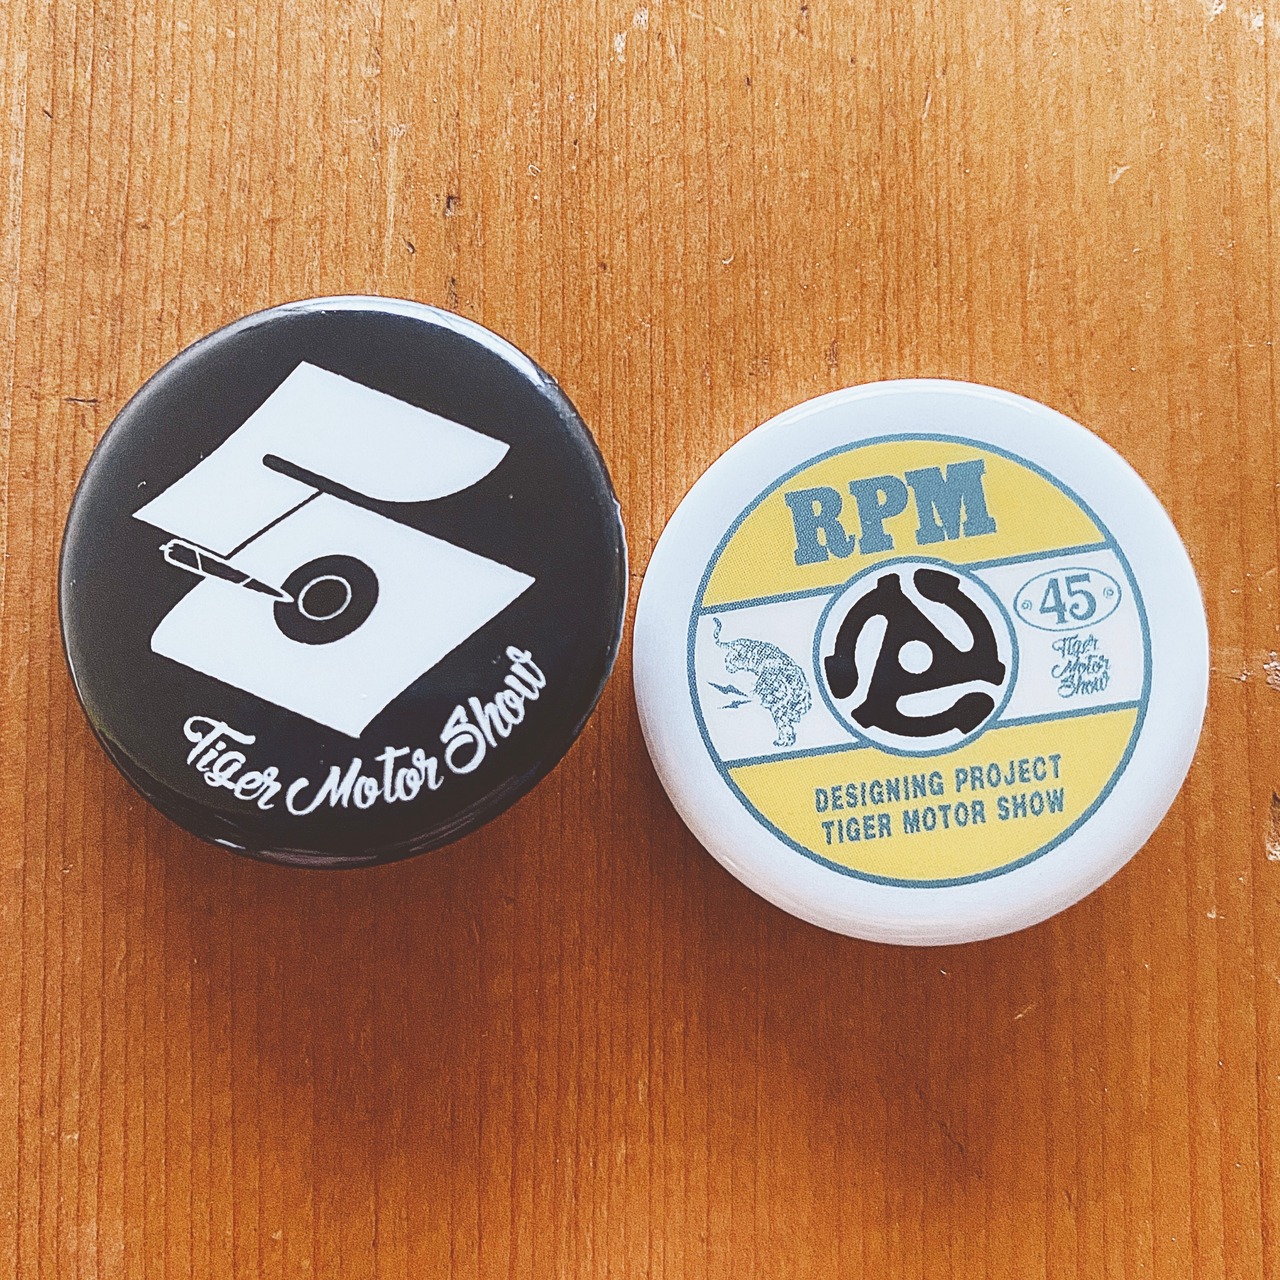 Tiger Motor Show
RPM
45
Tiger
Motor
Show
DESIGNING PROJECT
TIGER MOTOR SHOW